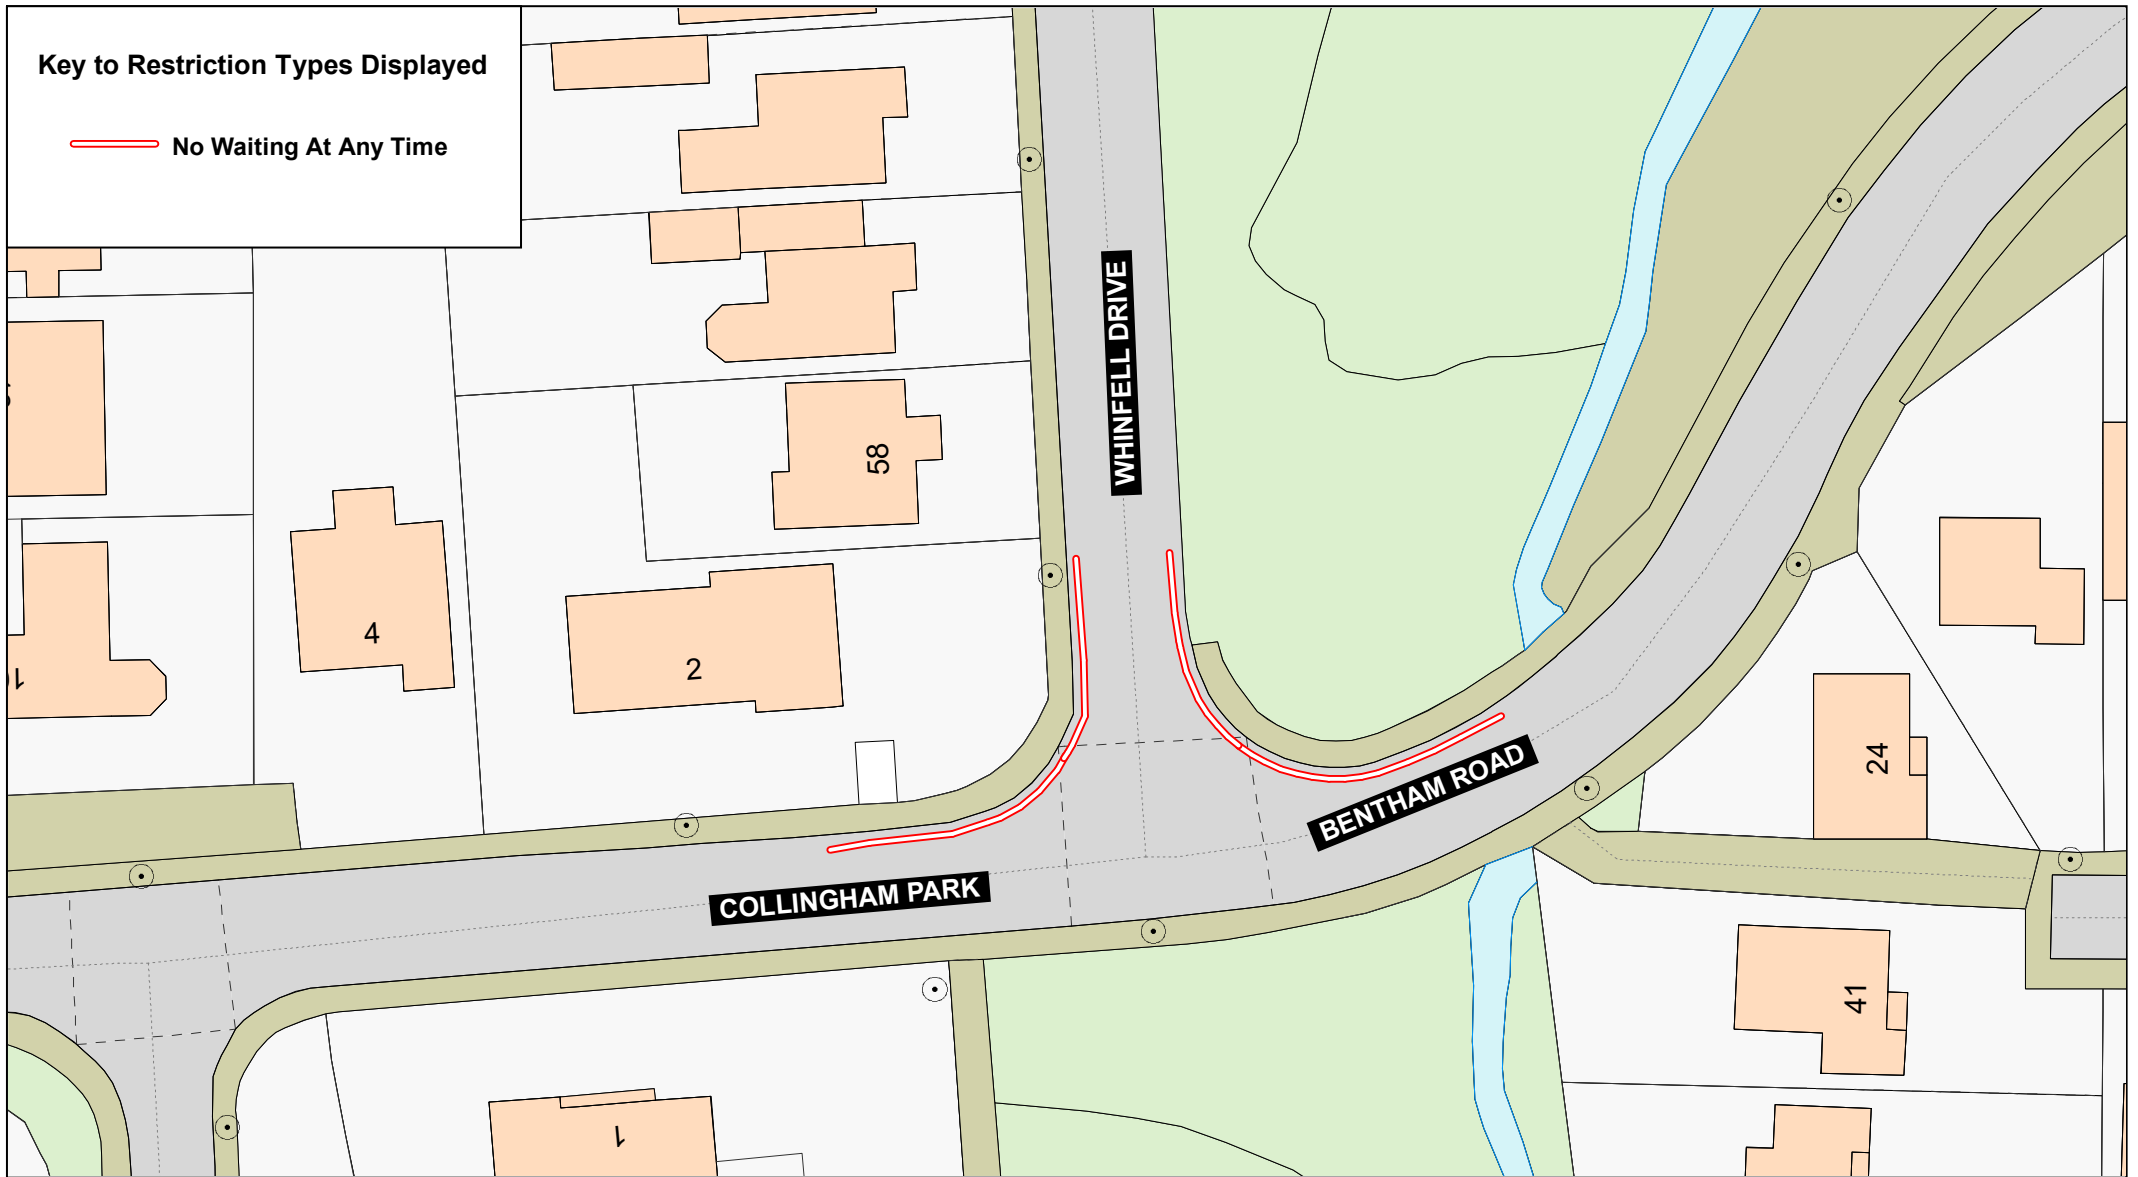 Key to Restriction Types Displayed
No Waiting At Any Time
WHINFELL DRIVE
58
4
2
BENTHAM ROAD
24
COLLINGHAM PARK
41
1